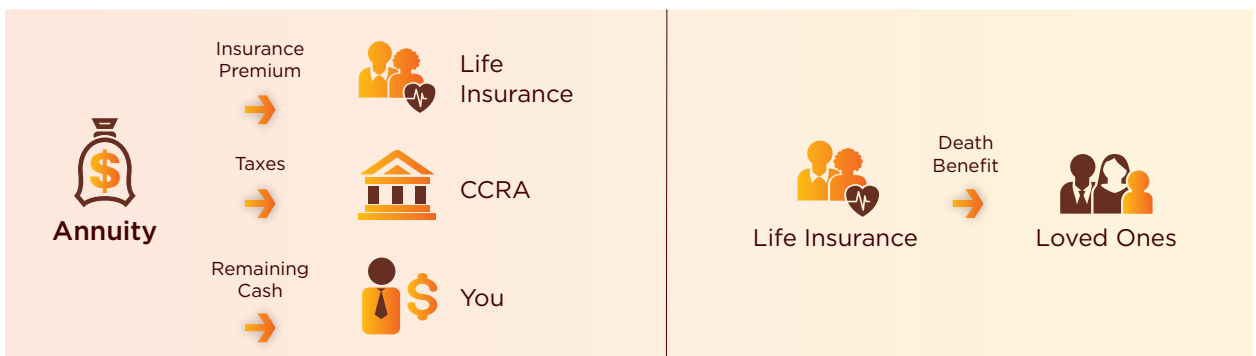 Insurance
Premium
Life
Insurance
$
Annuity
Taxes
CCRA
Remaining
Cash
$
You
Death
Benefit
Life Insurance
Loved Ones